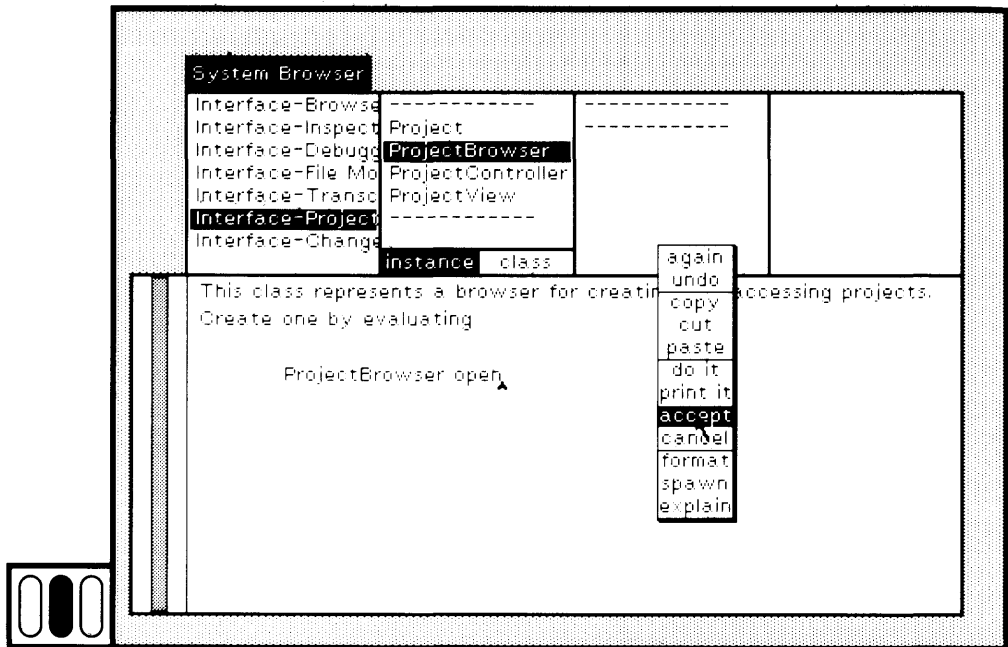 System Browser
Interface-Browse
Interface-Inspect
Interface-Debugg
Interface-File Mo
Interface-Transc
Interface-Project
Interface-Change
------------
Project
ProjectBrowser
ProjectController
ProjectView
------------
instance class
------------
------------
This class represents a browser for creatin accessing projects.
Create one by evaluating
ProjectBrowser open
again
undo
copy
cut
paste
do it
print it
accept
cancel
format
spawn
explain